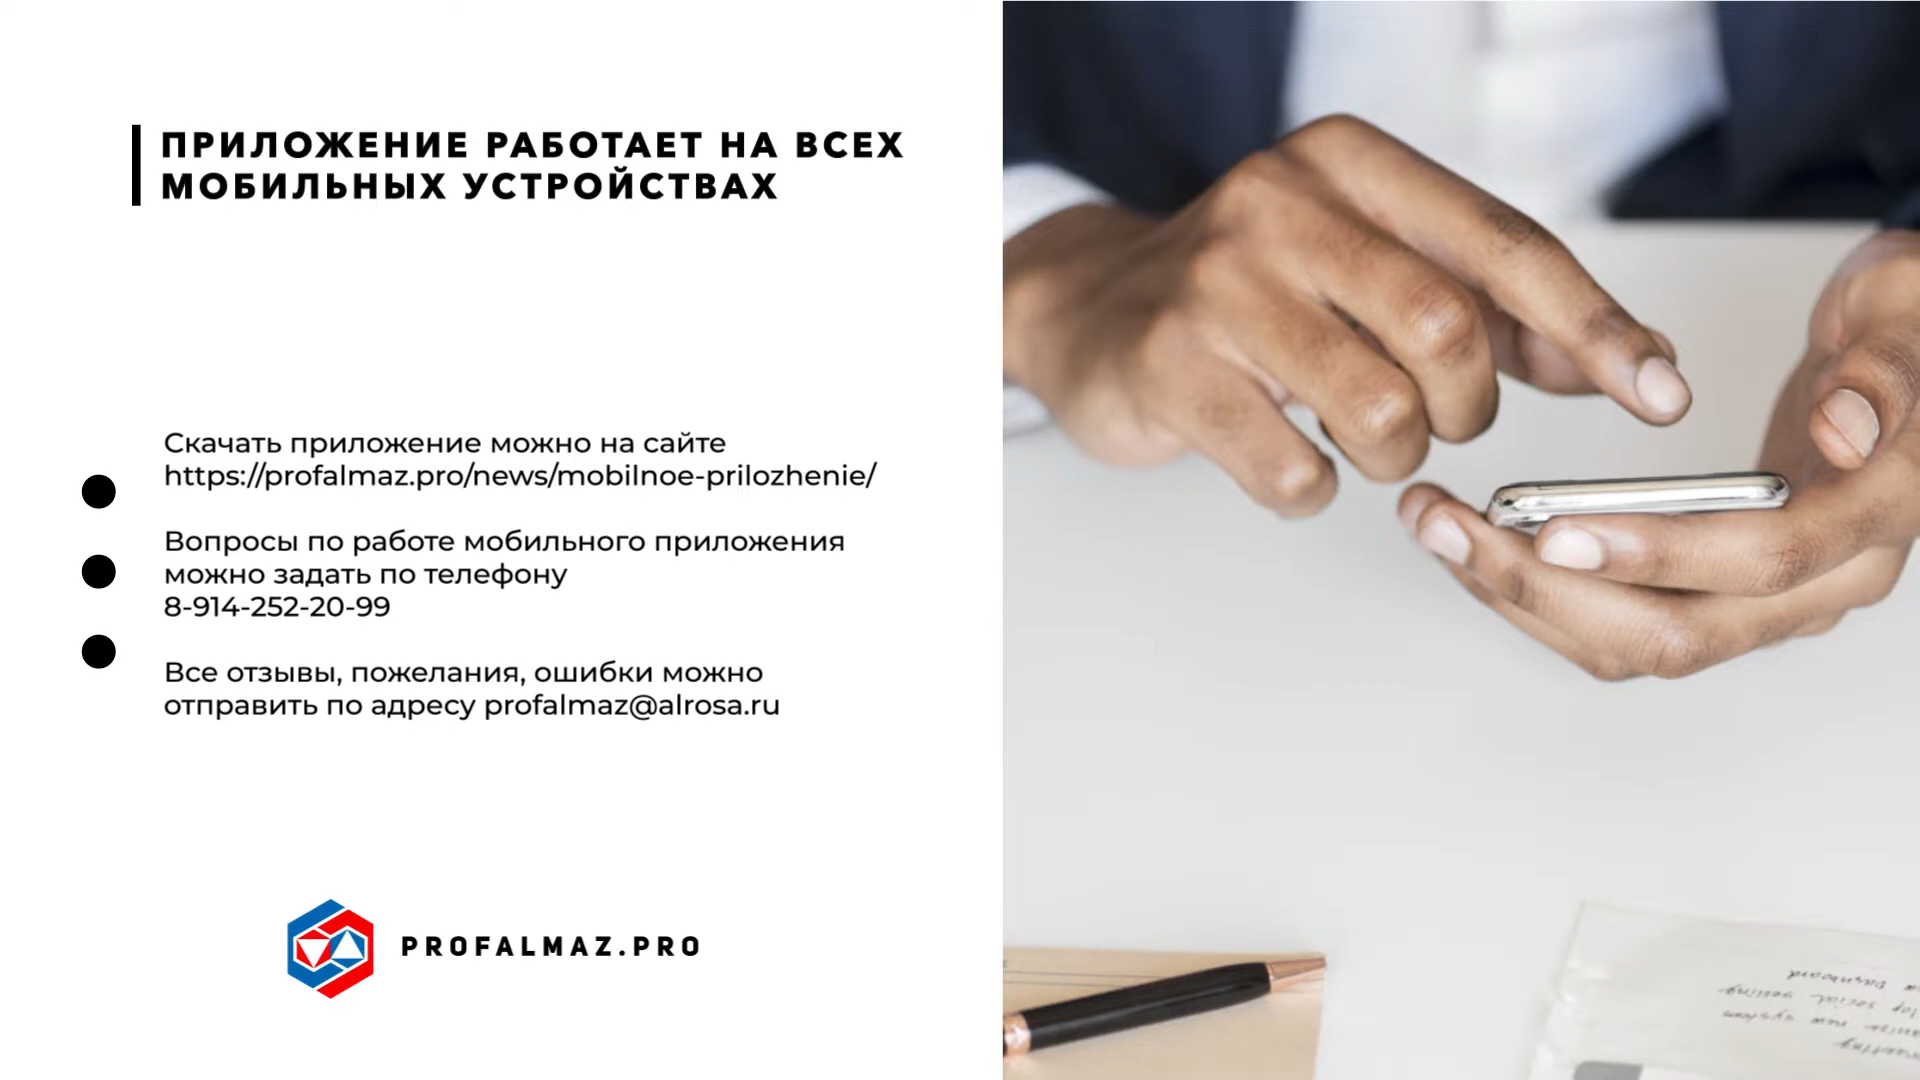 ПРИЛОЖЕНИЕ РАБОТАЕТ НА ВСЕХ
МОБИЛЬНЫХ УСТРОЙСТВАХ
Скачать приложение можно на сайте
https://profalmaz.pro/news/mobilnoe-prilozhenie/
Вопросы по работе мобильного приложения
можно задать по телефону
8-914-252-20-99
Все отзывы, пожелания, ошибки можно
отправить по адресу profalmaz@alrosa.ru
PROFALMAZ.PRO